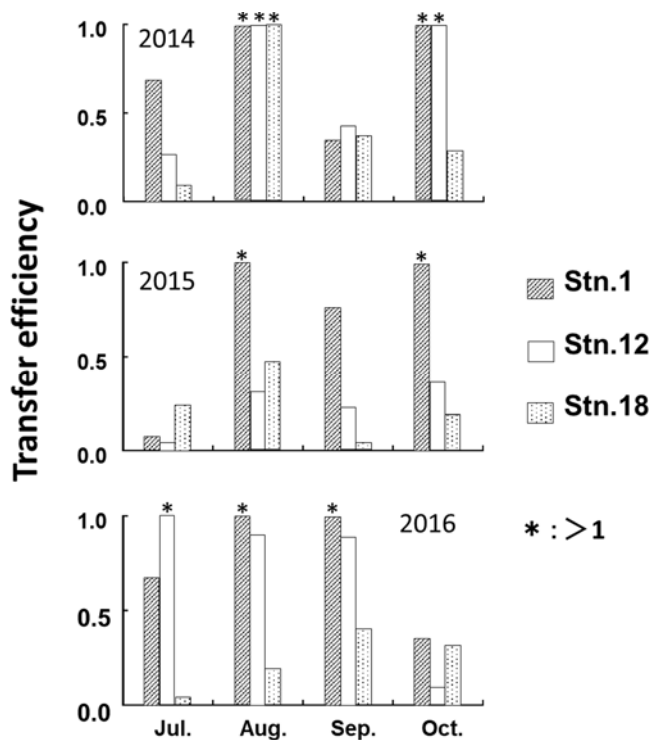 Transfer efficiency
* * *
* *
1.0
2014
0.5
0.0
*
*
1.0
2015
0.5
0.0
Stn.1
Stn.12
Stn.18
*
*
*
1.0
2016
0.5
0.0
* : ＞1
Jul. Aug. Sep. Oct.